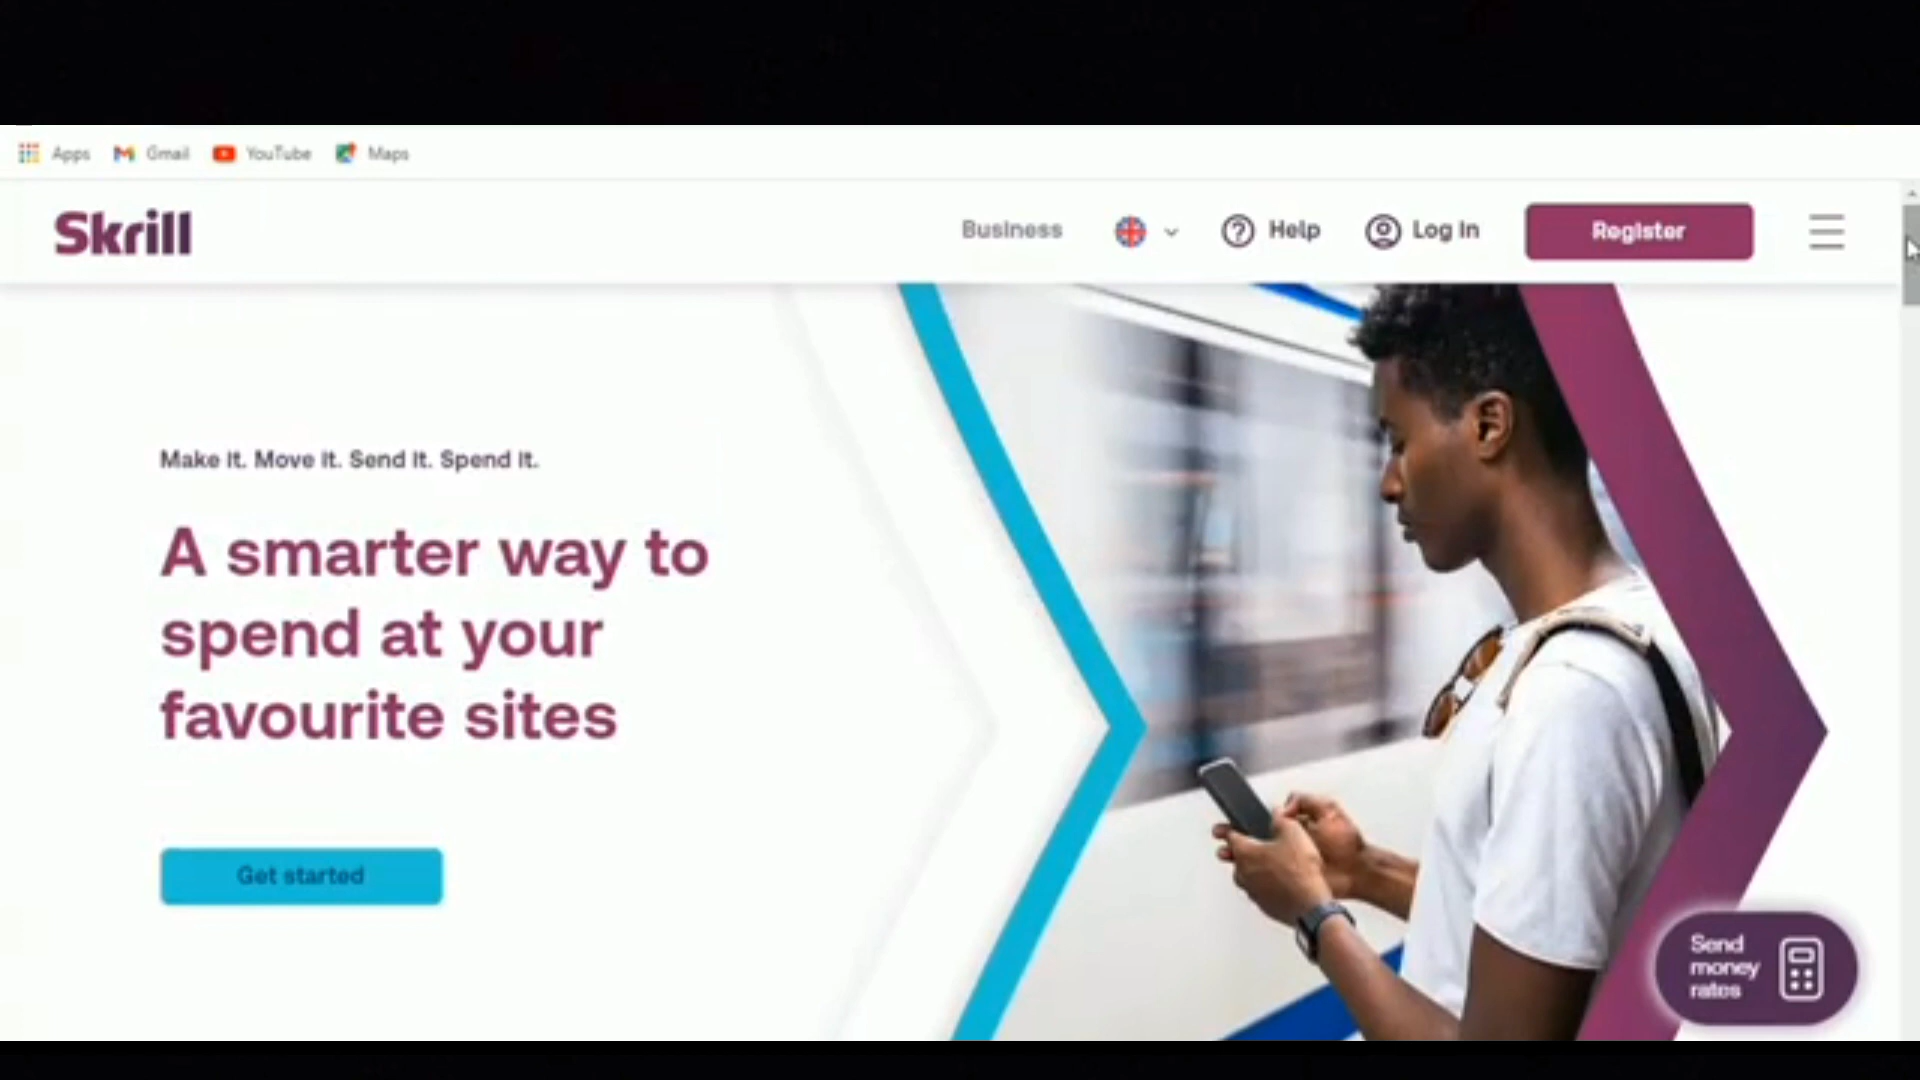 Apps Gmail YouTube Maps
Skrill
Business Help Log In Register
Make it. Move it. Send it. Spend it.
A smarter way to
spend at your
favourite sites
Get started
Send
money
rates